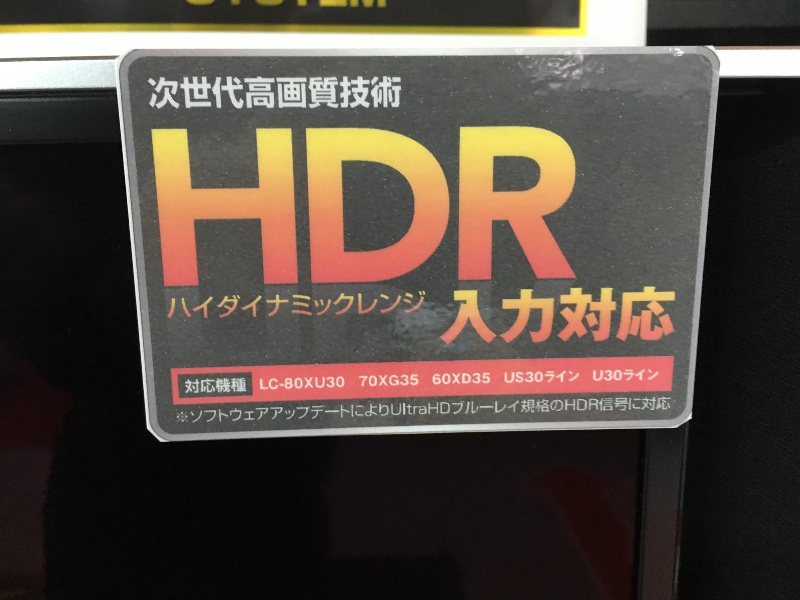 SYSTEM
次世代高画質技術
HDR
ハイダイナミックレンジ 入力対応
対応機種 LC-80XU30 70XG35 60XD35 US30ライン U30ライン
※ソフトウェアアップデートによりUltraHDブルーレイ規格のHDR信号に対応